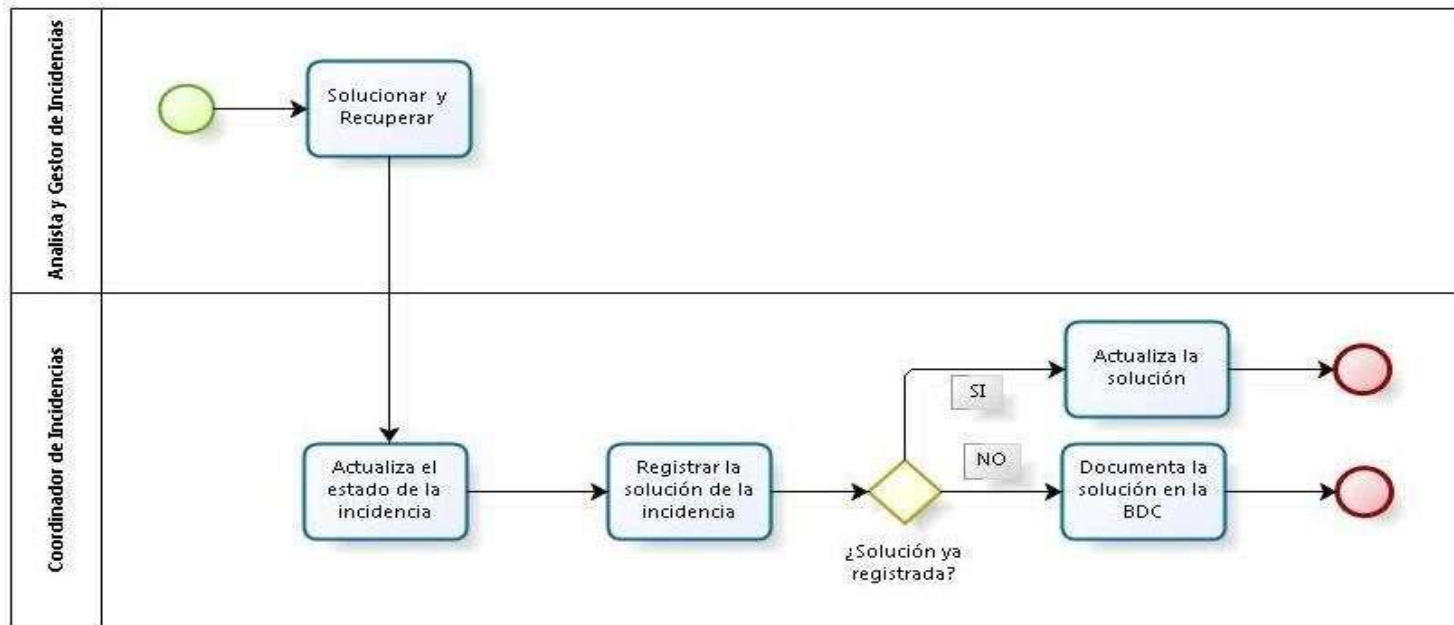 Analista y Gestor de Incidencias
Solucionar y
Recuperar
Coordinador de Incidencias
Actualiza el
estado de la
incidencia
Registrar la
solución de la
incidencia
¿Solución ya
registrada?
SI
Actualiza la
solución
NO
Documenta la
solución en la
BDC